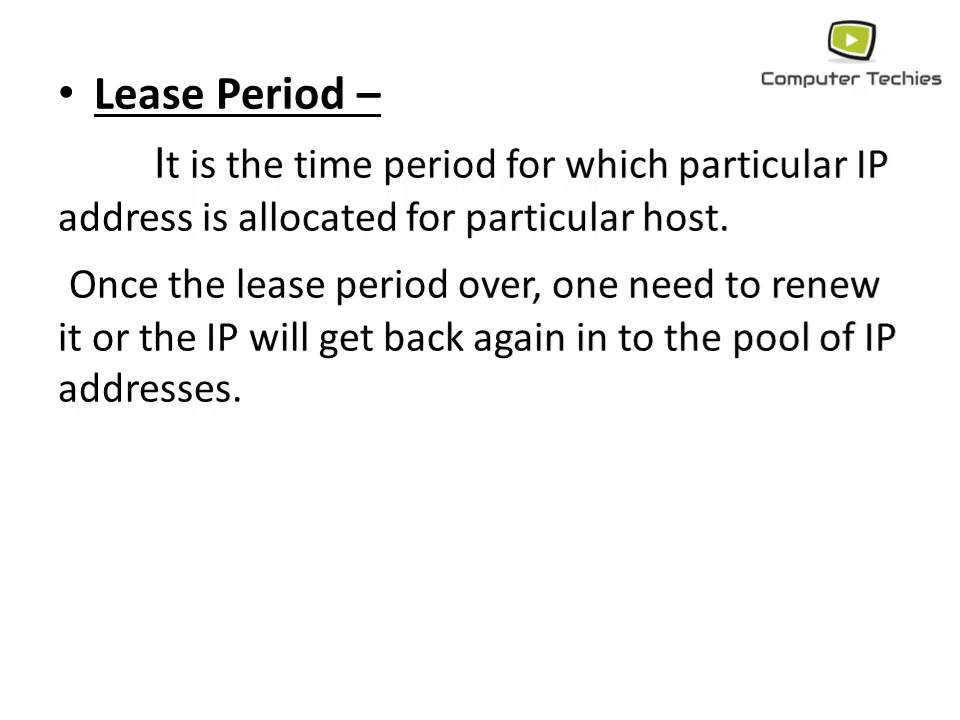 Computer Techies
• Lease Period –
It is the time period for which particular IP
address is allocated for particular host.
Once the lease period over, one need to renew
it or the IP will get back again in to the pool of IP
addresses.